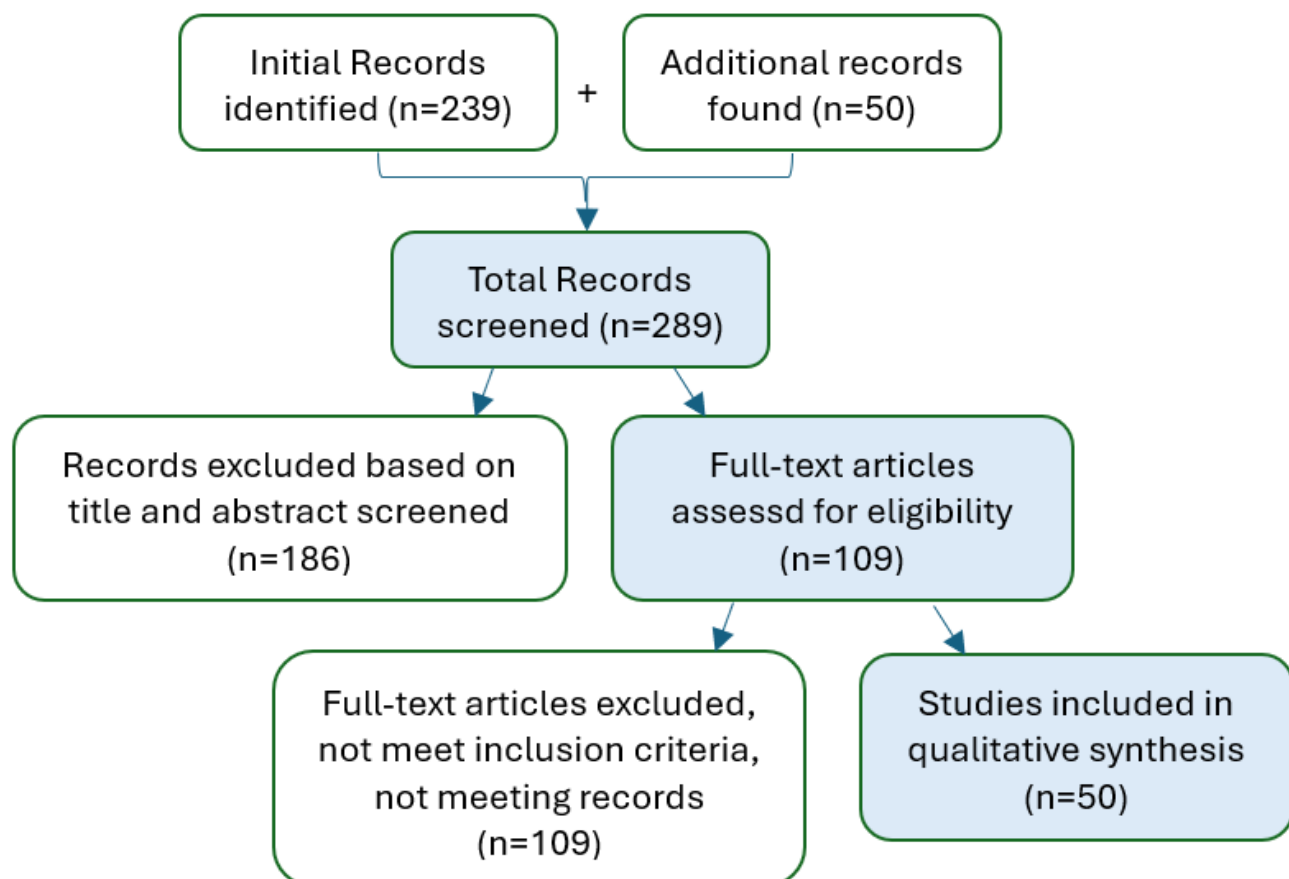 Initial Records
identified (n=239)
+
Additional records
found (n=50)
Total Records
screened (n=289)
Records excluded based on
title and abstract screened
(n=186)
Full-text articles
assessd for eligibility
(n=109)
Full-text articles excluded,
not meet inclusion criteria,
not meeting records
(n=109)
Studies included in
qualitative synthesis
(n=50)